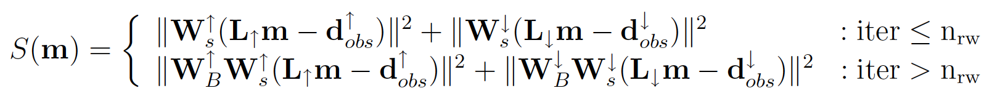 S(m) = { ‖W_s^↑(L_↑m − d_obs^↑)‖² + ‖W_s^↓(L_↓m − d_obs^↓)‖² : iter ≤ n_rw
‖W_B^↑W_s^↑(L_↑m − d_obs^↑)‖² + ‖W_B^↓W_s^↓(L_↓m − d_obs^↓)‖² : iter > n_rw